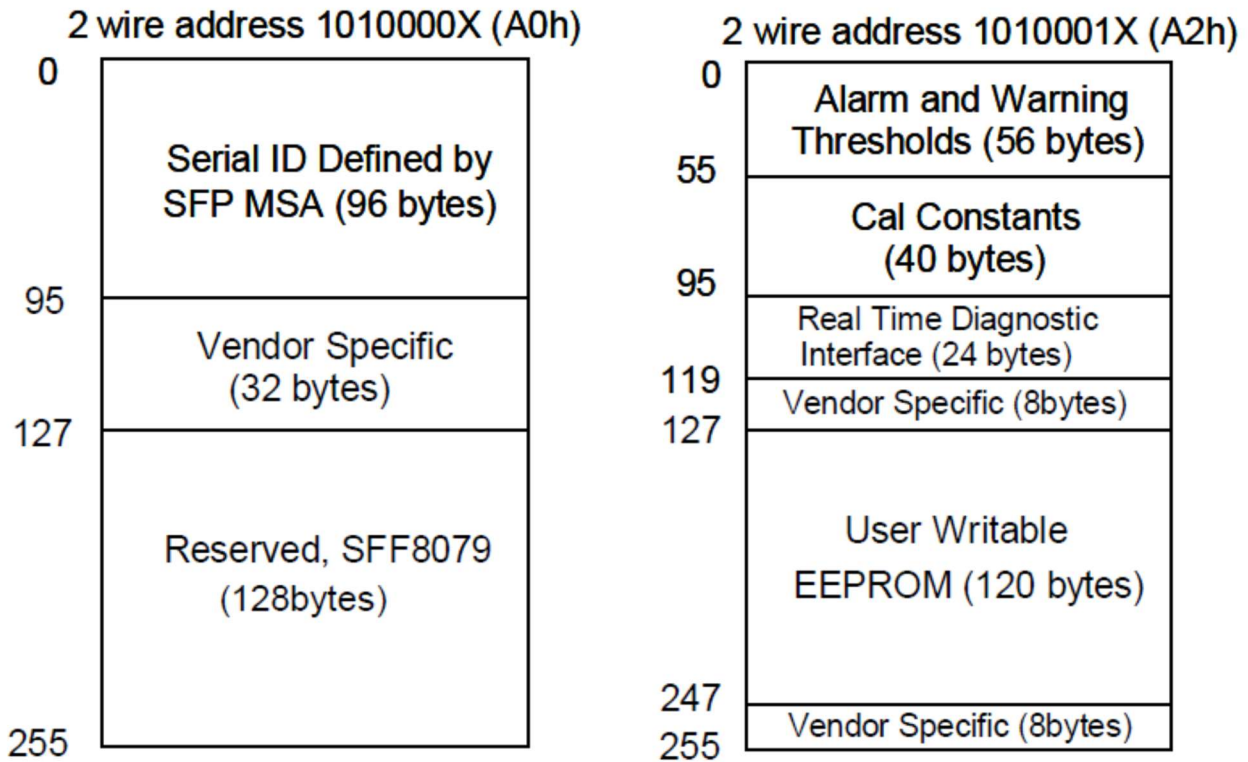 2 wire address 1010000X (A0h)
0
Serial ID Defined by
SFP MSA (96 bytes)
95
Vendor Specific
(32 bytes)
127
Reserved, SFF8079
(128bytes)
255
2 wire address 1010001X (A2h)
0
Alarm and Warning
Thresholds (56 bytes)
55
Cal Constants
(40 bytes)
95
Real Time Diagnostic
Interface (24 bytes)
119
Vendor Specific (8bytes)
127
User Writable
EEPROM (120 bytes)
247
Vendor Specific (8bytes)
255